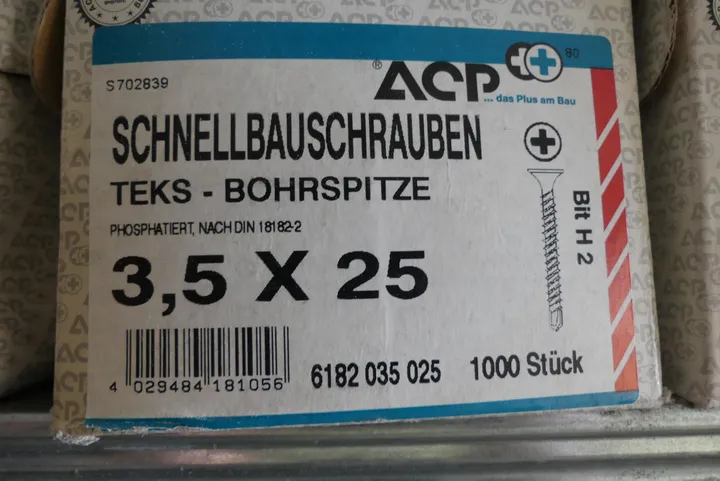 S702839
® ACP 80
... das Plus am Bau
SCHNELLBAUSCHRAUBEN
TEKS - BOHRSPITZE
PHOSPHATIERT, NACH DIN 18182-2
3,5 X 25
Bit H 2
4 029484 181056
6182 035 025
1000 Stück